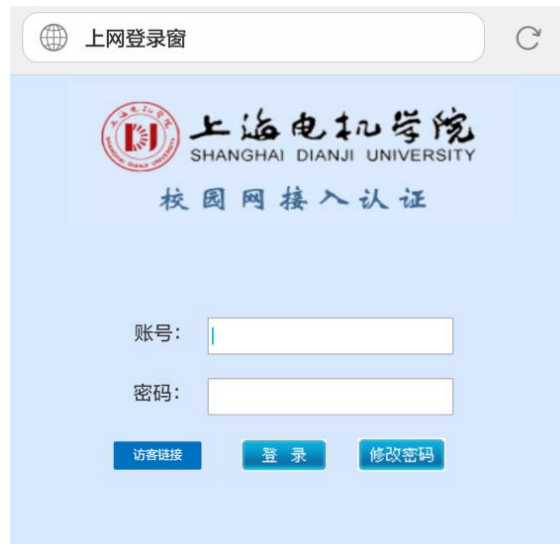 上网登录窗
上海电机学院
SHANGHAI DIANJI UNIVERSITY
校园网接入认证
账号：
密码：
访客链接 登 录 修改密码